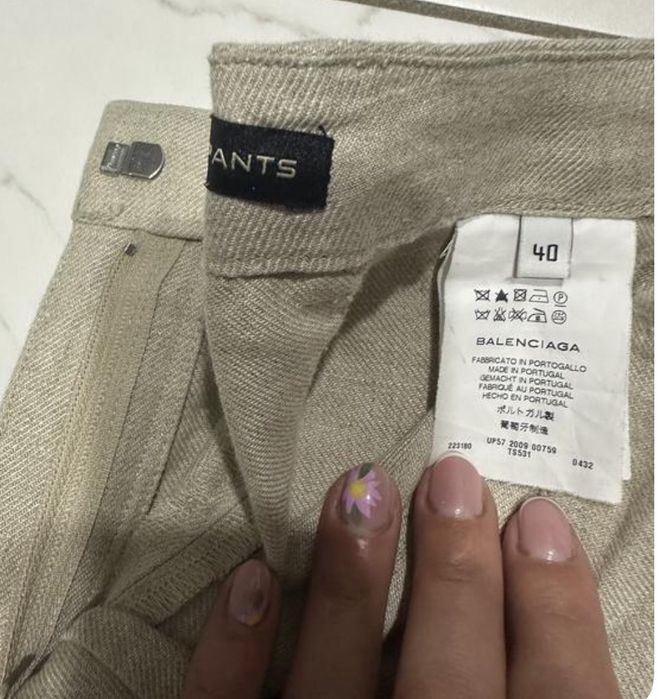 PANTS
40
BALENCIAGA
FABBRICATO IN PORTOGALLO
MADE IN PORTUGAL
GEMACHT IN PORTUGAL
FABRIQUÉ AU PORTUGAL
HECHO EN PORTUGAL
ポルトガル製
葡萄牙制造
223180 UP57 2009 00759 0432
TS531